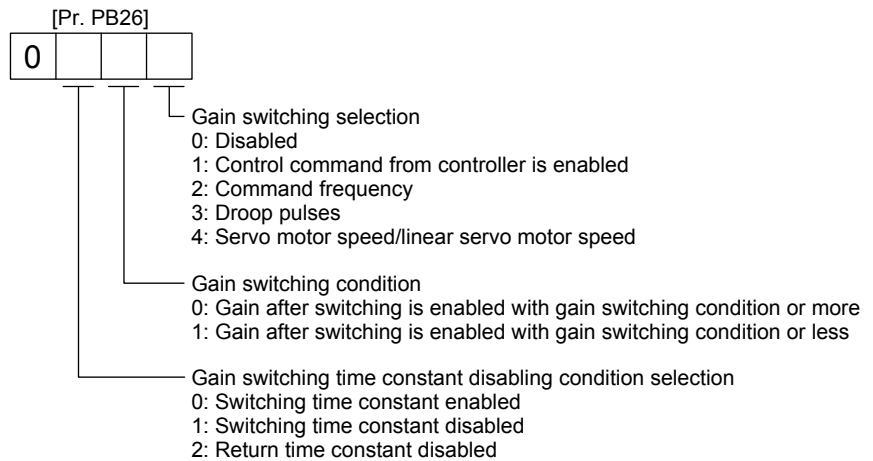 [Pr. PB26]
0
Gain switching selection
0: Disabled
1: Control command from controller is enabled
2: Command frequency
3: Droop pulses
4: Servo motor speed/linear servo motor speed
Gain switching condition
0: Gain after switching is enabled with gain switching condition or more
1: Gain after switching is enabled with gain switching condition or less
Gain switching time constant disabling condition selection
0: Switching time constant enabled
1: Switching time constant disabled
2: Return time constant disabled